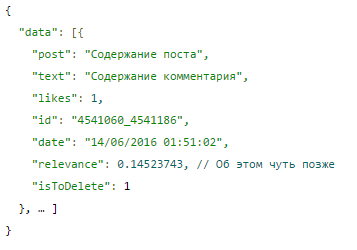 {
"data": [{
"post": "Содержание поста",
"text": "Содержание комментария",
"likes": 1,
"id": "4541060_4541186",
"date": "14/06/2016 01:51:02",
"relevance": 0.14523743, // Об этом чуть позже
"isToDelete": 1
}, … ]
}